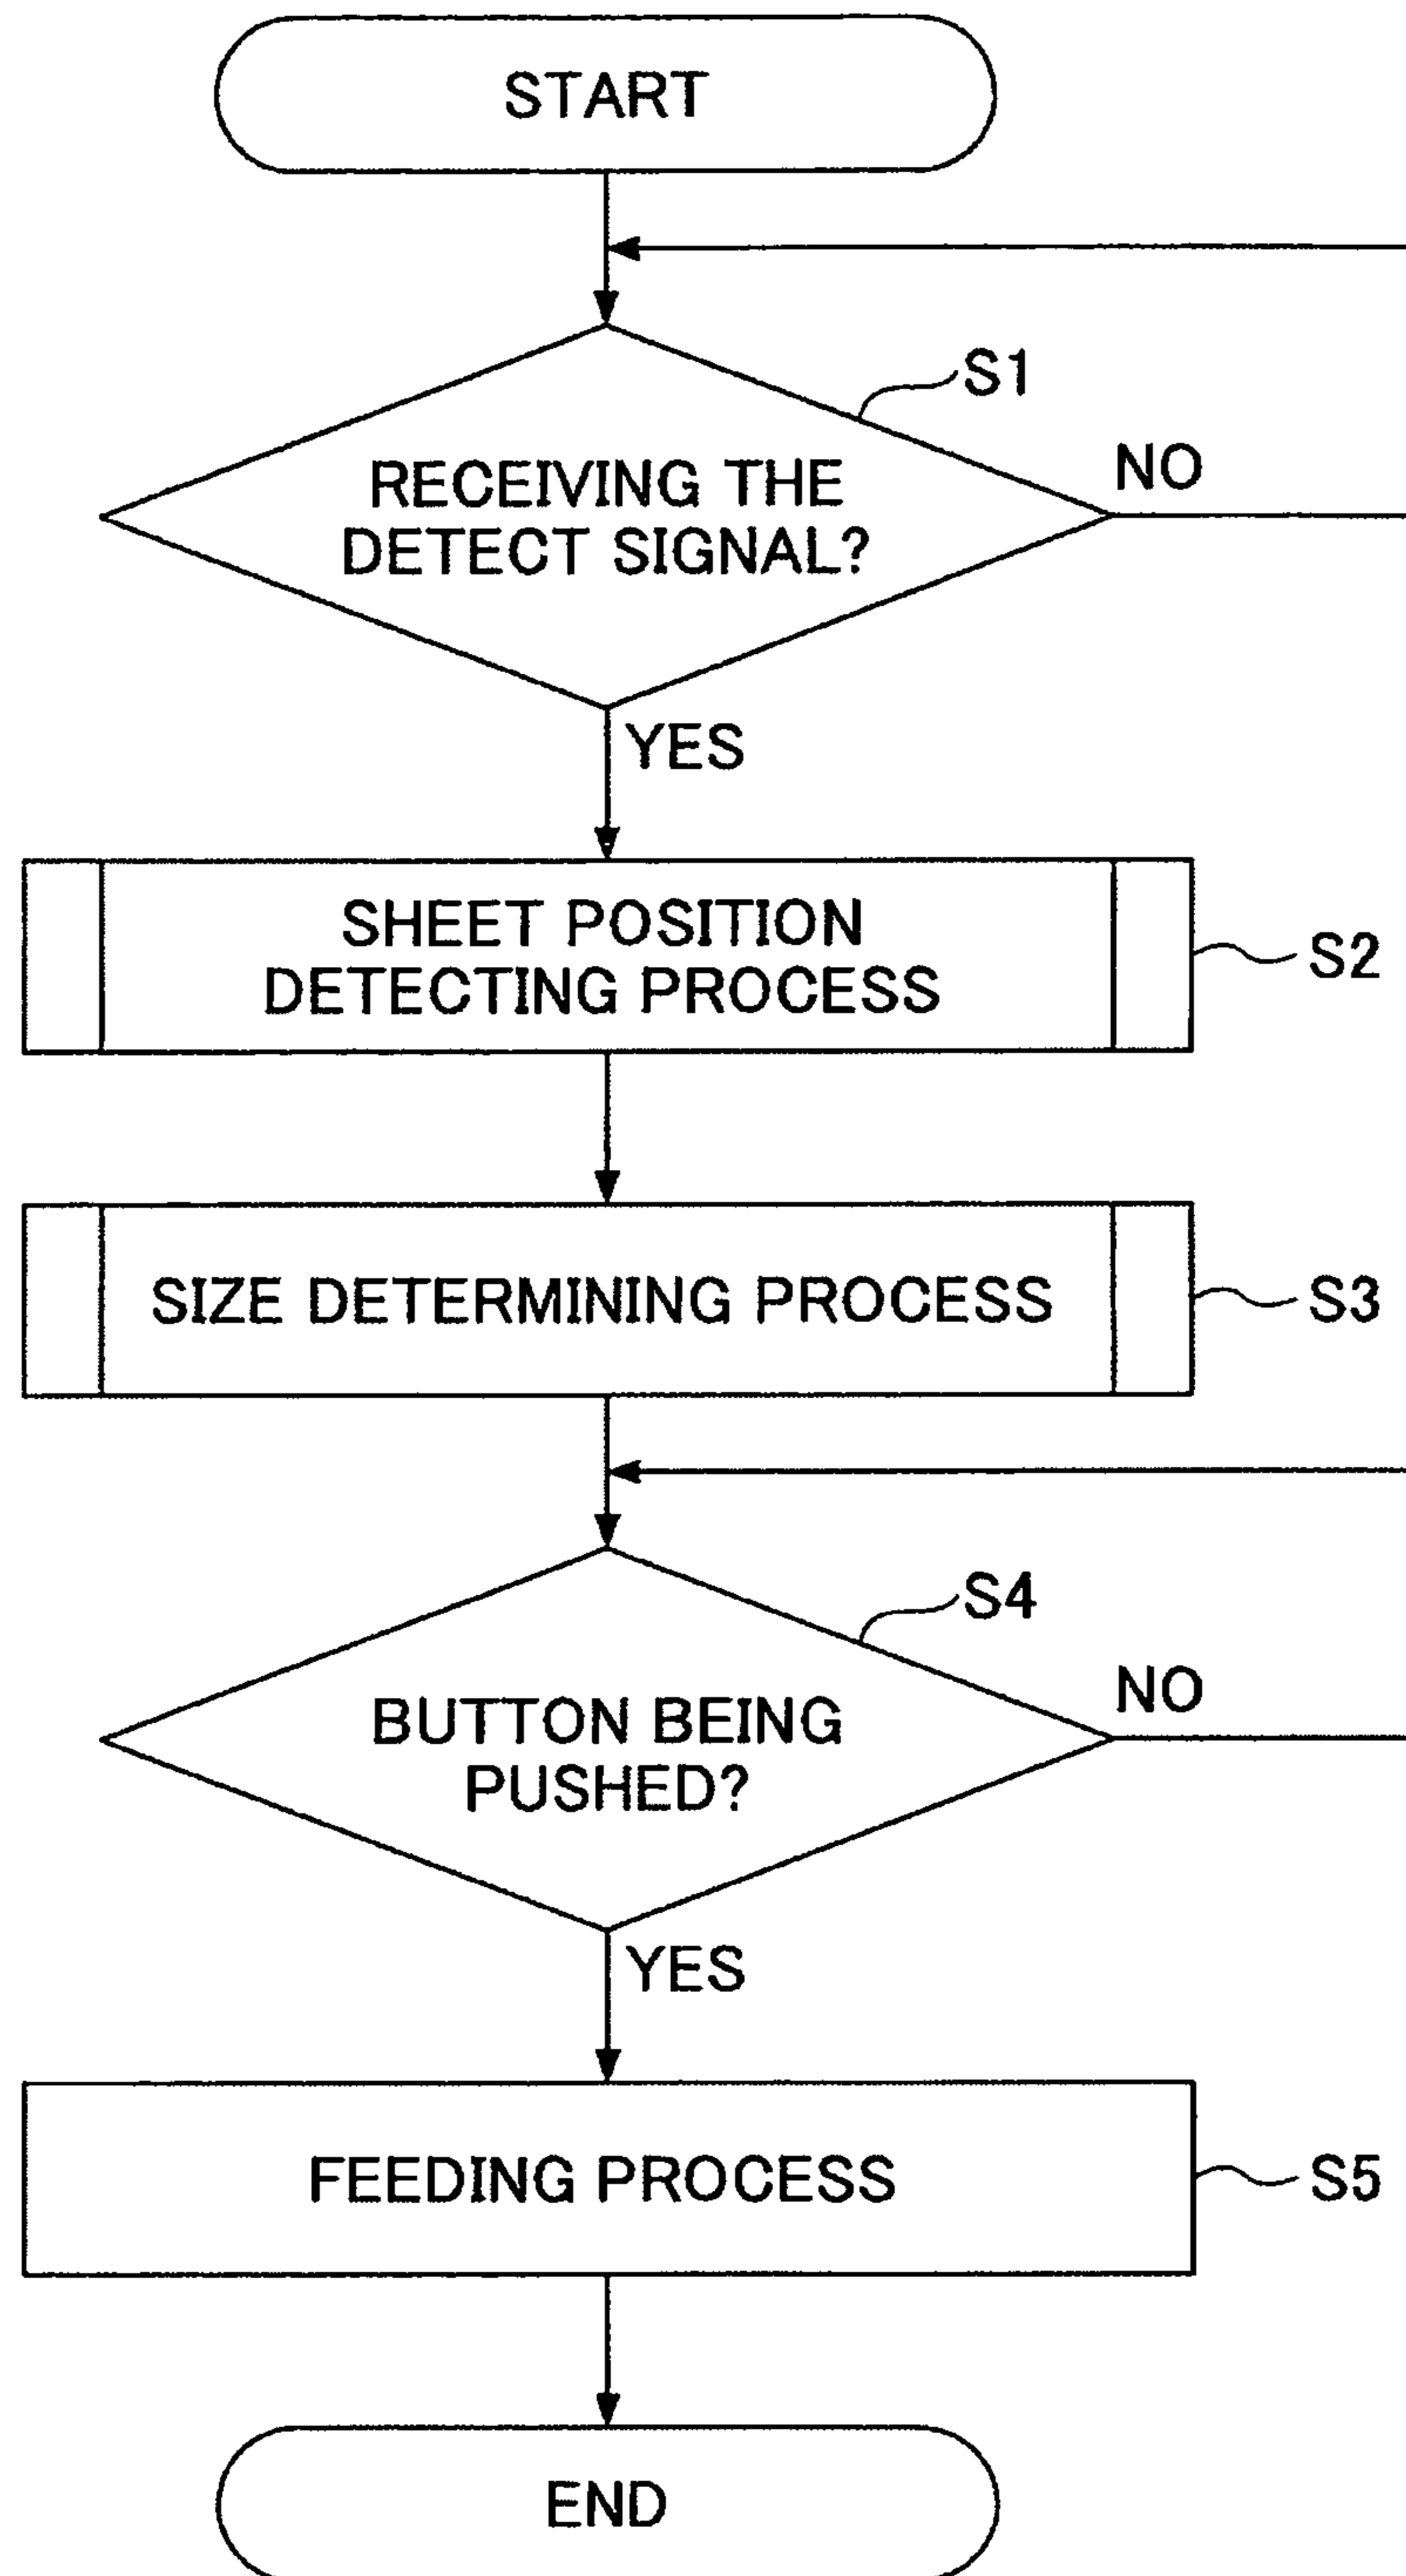 START
S1
RECEIVING THE
DETECT SIGNAL?
NO
YES
SHEET POSITION
DETECTING PROCESS
S2
SIZE DETERMINING PROCESS
S3
S4
BUTTON BEING
PUSHED?
NO
YES
FEEDING PROCESS
S5
END